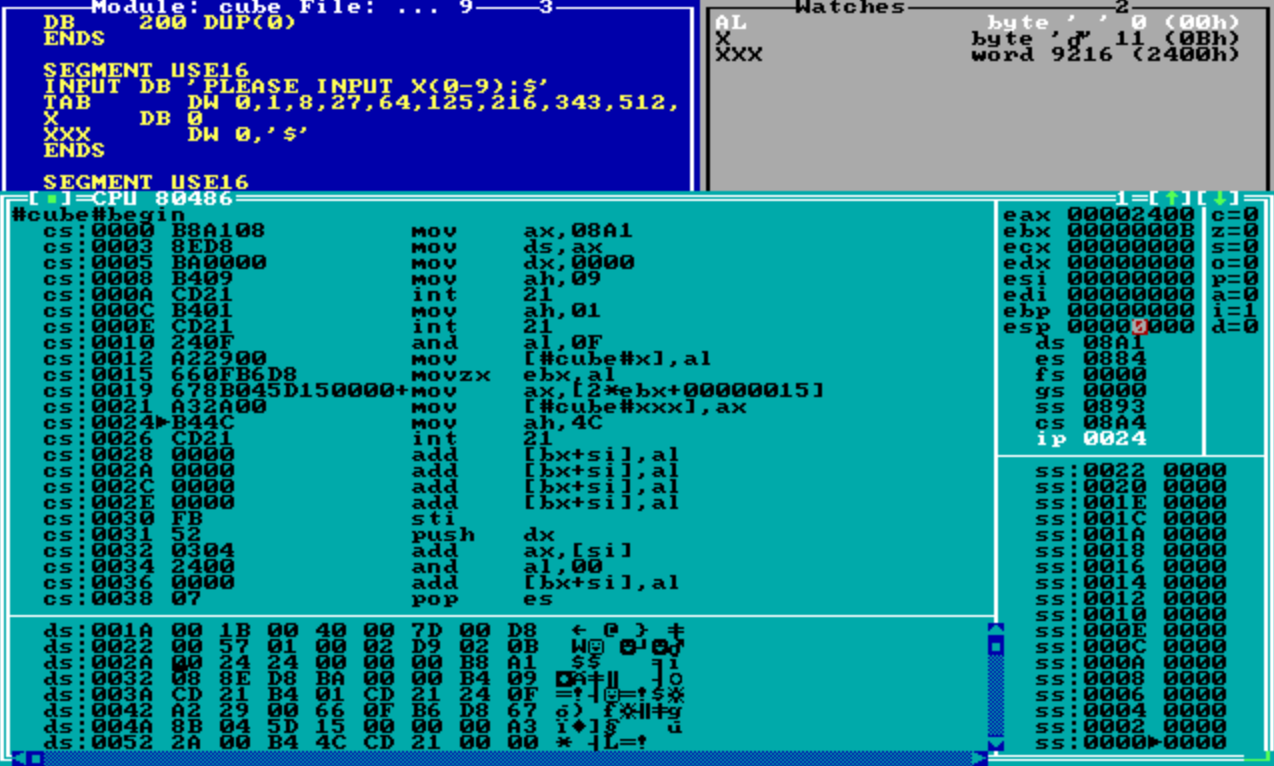 Module: cube File: ... 9 3
DB 200 DUP(0)
ENDS
SEGMENT USE16
INPUT DB 'PLEASE INPUT X(0-9):$'
TAB DW 0,1,8,27,64,125,216,343,512,
X DB 0
XXX DW 0,'$'
ENDS
SEGMENT USE16
Watches 2
AL byte ' ' 0 (00h)
X byte '♂' 11 (0Bh)
XXX word 9216 (2400h)
[■]=CPU 80486 1=[↑][↓]
#cube#begin
cs:0000 B8A108 mov ax,08A1
cs:0003 8ED8 mov ds,ax
cs:0005 BA0000 mov dx,0000
cs:0008 B409 mov ah,09
cs:000A CD21 int 21
cs:000C B401 mov ah,01
cs:000E CD21 int 21
cs:0010 240F and al,0F
cs:0012 A22900 mov [#cube#x],al
cs:0015 660FB6D8 movzx ebx,al
cs:0019 678B045D150000+mov ax,[2*ebx+00000015]
cs:0021 A32A00 mov [#cube#xxx],ax
cs:0024►B44C mov ah,4C
cs:0026 CD21 int 21
cs:0028 0000 add [bx+si],al
cs:002A 0000 add [bx+si],al
cs:002C 0000 add [bx+si],al
cs:002E 0000 add [bx+si],al
cs:0030 FB sti
cs:0031 52 push dx
cs:0032 0304 add ax,[si]
cs:0034 2400 and al,00
cs:0036 0000 add [bx+si],al
cs:0038 07 pop es
eax 00002400 c=0
ebx 0000000B z=0
ecx 00000000 s=0
edx 00000000 o=0
esi 00000000 p=0
edi 00000000 a=0
ebp 00000000 i=1
esp 00000000 d=0
ds 08A1
es 0884
fs 0000
gs 0000
ss 0893
cs 08A4
ip 0024
ds:001A 00 1B 00 40 00 7D 00 D8
ds:0022 00 57 01 00 02 D9 02 0B
ds:002A 00 24 24 00 00 00 B8 A1
ds:0032 08 8E D8 BA 00 00 B4 09
ds:003A CD 21 B4 01 CD 21 24 0F
ds:0042 A2 29 00 66 0F B6 D8 67
ds:004A 8B 04 5D 15 00 00 00 A3
ds:0052 2A 00 B4 4C CD 21 00 00
ss:0022 0000
ss:0020 0000
ss:001E 0000
ss:001C 0000
ss:001A 0000
ss:0018 0000
ss:0016 0000
ss:0014 0000
ss:0012 0000
ss:0010 0000
ss:000E 0000
ss:000C 0000
ss:000A 0000
ss:0008 0000
ss:0006 0000
ss:0004 0000
ss:0002 0000
ss:0000►0000